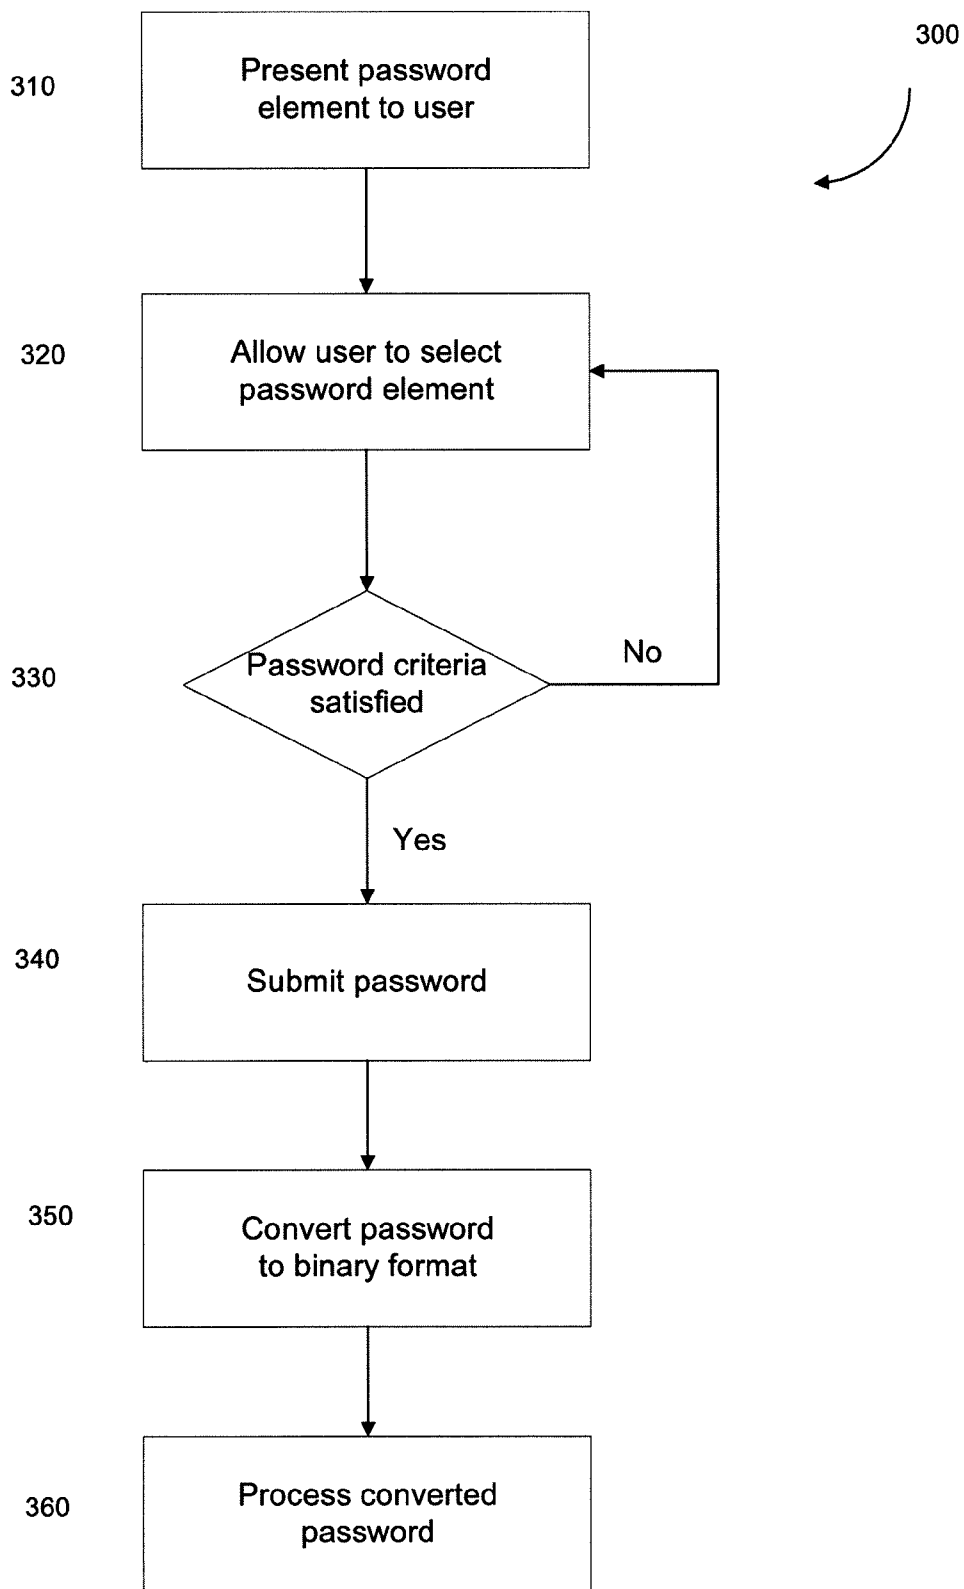 300
310
Present password
element to user
320
Allow user to select
password element
330
Password criteria
satisfied
No
Yes
340
Submit password
350
Convert password
to binary format
360
Process converted
password